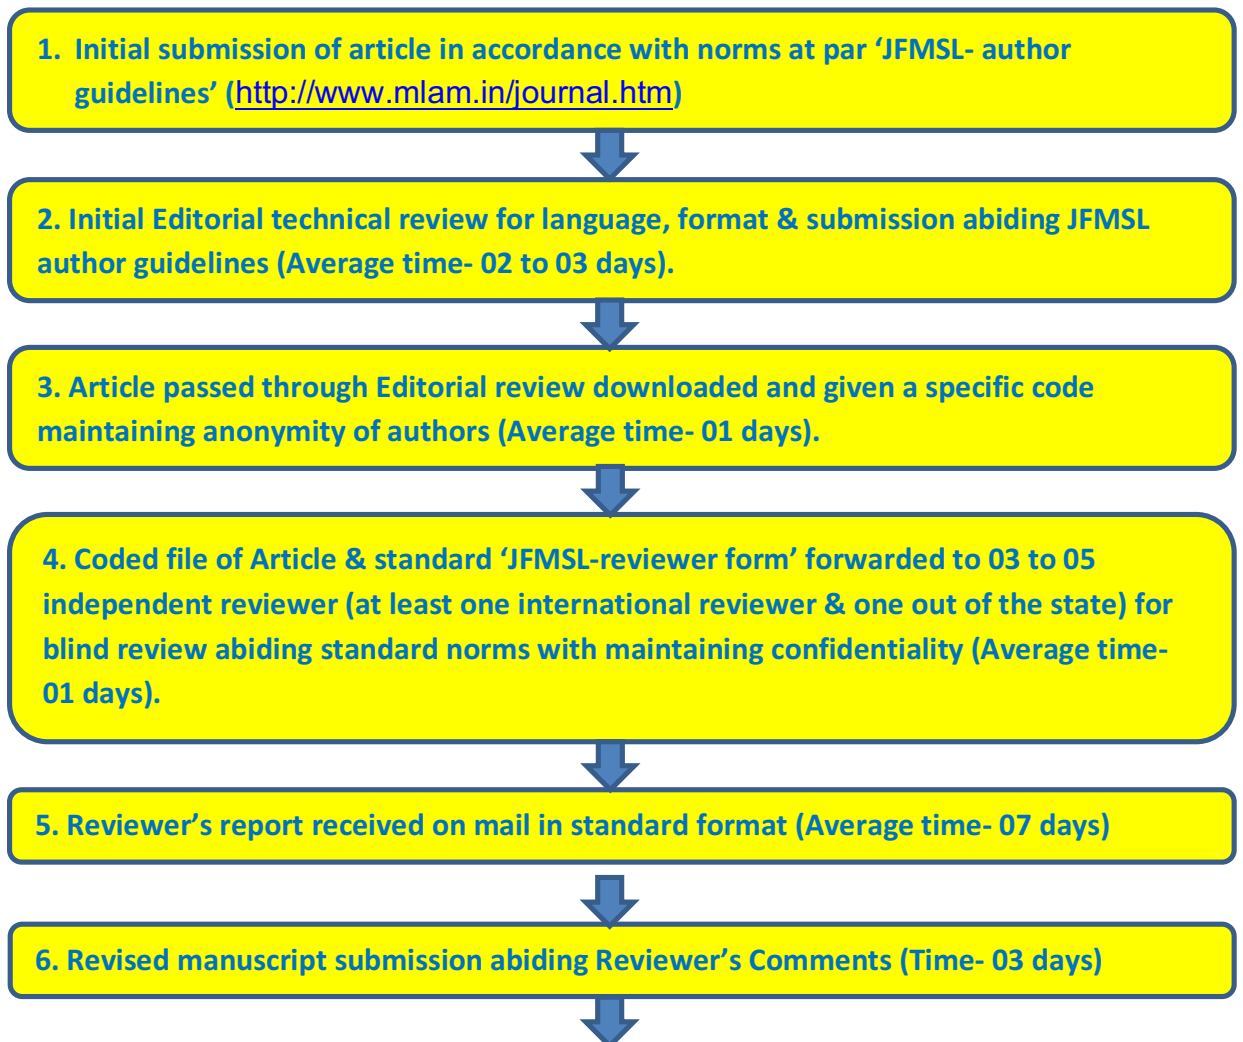 1. Initial submission of article in accordance with norms at par ‘JFMSL- author
guidelines’ (http://www.mlam.in/journal.htm)
2. Initial Editorial technical review for language, format & submission abiding JFMSL
author guidelines (Average time- 02 to 03 days).
3. Article passed through Editorial review downloaded and given a specific code
maintaining anonymity of authors (Average time- 01 days).
4. Coded file of Article & standard ‘JFMSL-reviewer form’ forwarded to 03 to 05
independent reviewer (at least one international reviewer & one out of the state) for
blind review abiding standard norms with maintaining confidentiality (Average time-
01 days).
5. Reviewer’s report received on mail in standard format (Average time- 07 days)
6. Revised manuscript submission abiding Reviewer’s Comments (Time- 03 days)